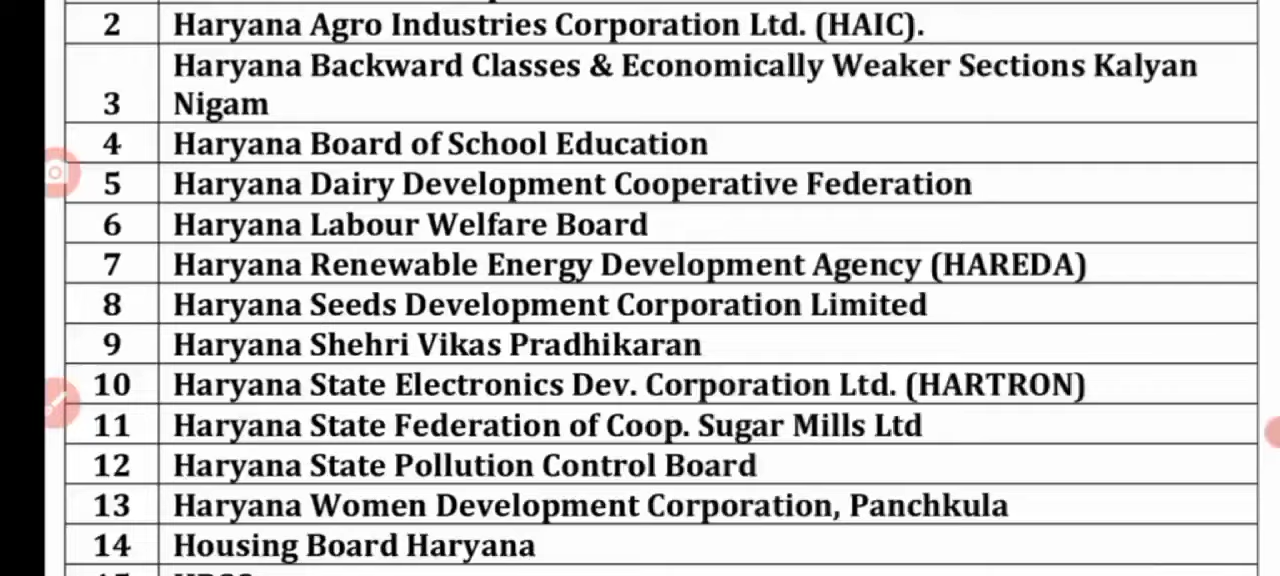 2 Haryana Agro Industries Corporation Ltd. (HAIC).
Haryana Backward Classes & Economically Weaker Sections Kalyan
3 Nigam
4 Haryana Board of School Education
5 Haryana Dairy Development Cooperative Federation
6 Haryana Labour Welfare Board
7 Haryana Renewable Energy Development Agency (HAREDA)
8 Haryana Seeds Development Corporation Limited
9 Haryana Shehri Vikas Pradhikaran
10 Haryana State Electronics Dev. Corporation Ltd. (HARTRON)
11 Haryana State Federation of Coop. Sugar Mills Ltd
12 Haryana State Pollution Control Board
13 Haryana Women Development Corporation, Panchkula
14 Housing Board Haryana